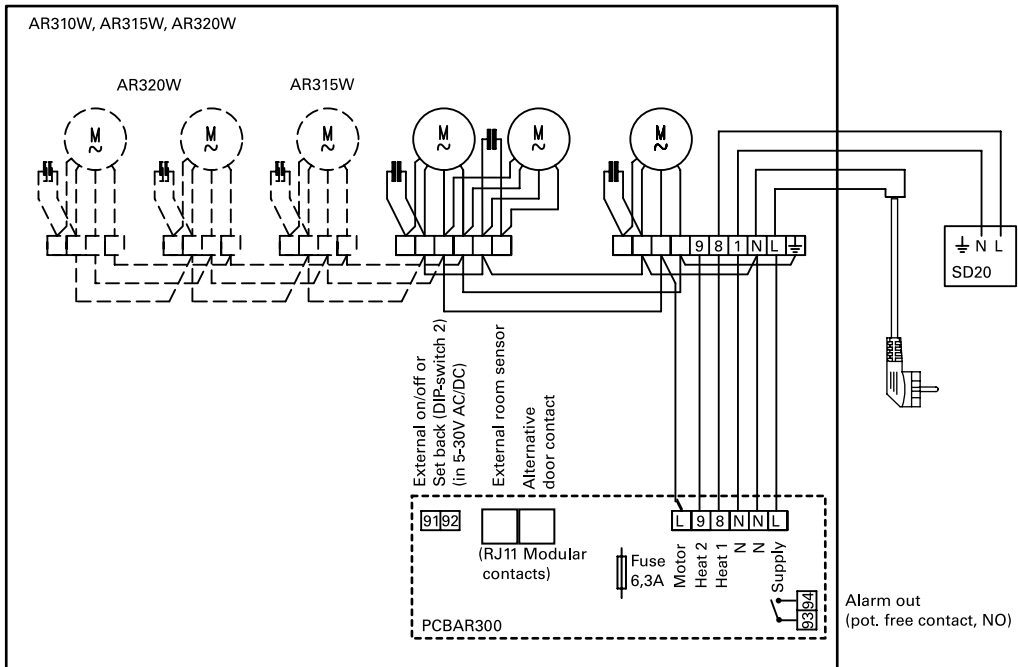 AR310W, AR315W, AR320W
AR320W
AR315W
M
~
M
~
M
~
M
~
M
~
M
~
9 8 1 N L
N L
SD20
External on/off or
Set back (DIP-switch 2)
(in 5-30V AC/DC)
External room sensor
Alternative
door contact
91 92
(RJ11 Modular
contacts)
Fuse
6,3A
L 9 8 N N L
Motor
Heat 2
Heat 1
N
N
Supply
93 94
PCBAR300
Alarm out
(pot. free contact, NO)